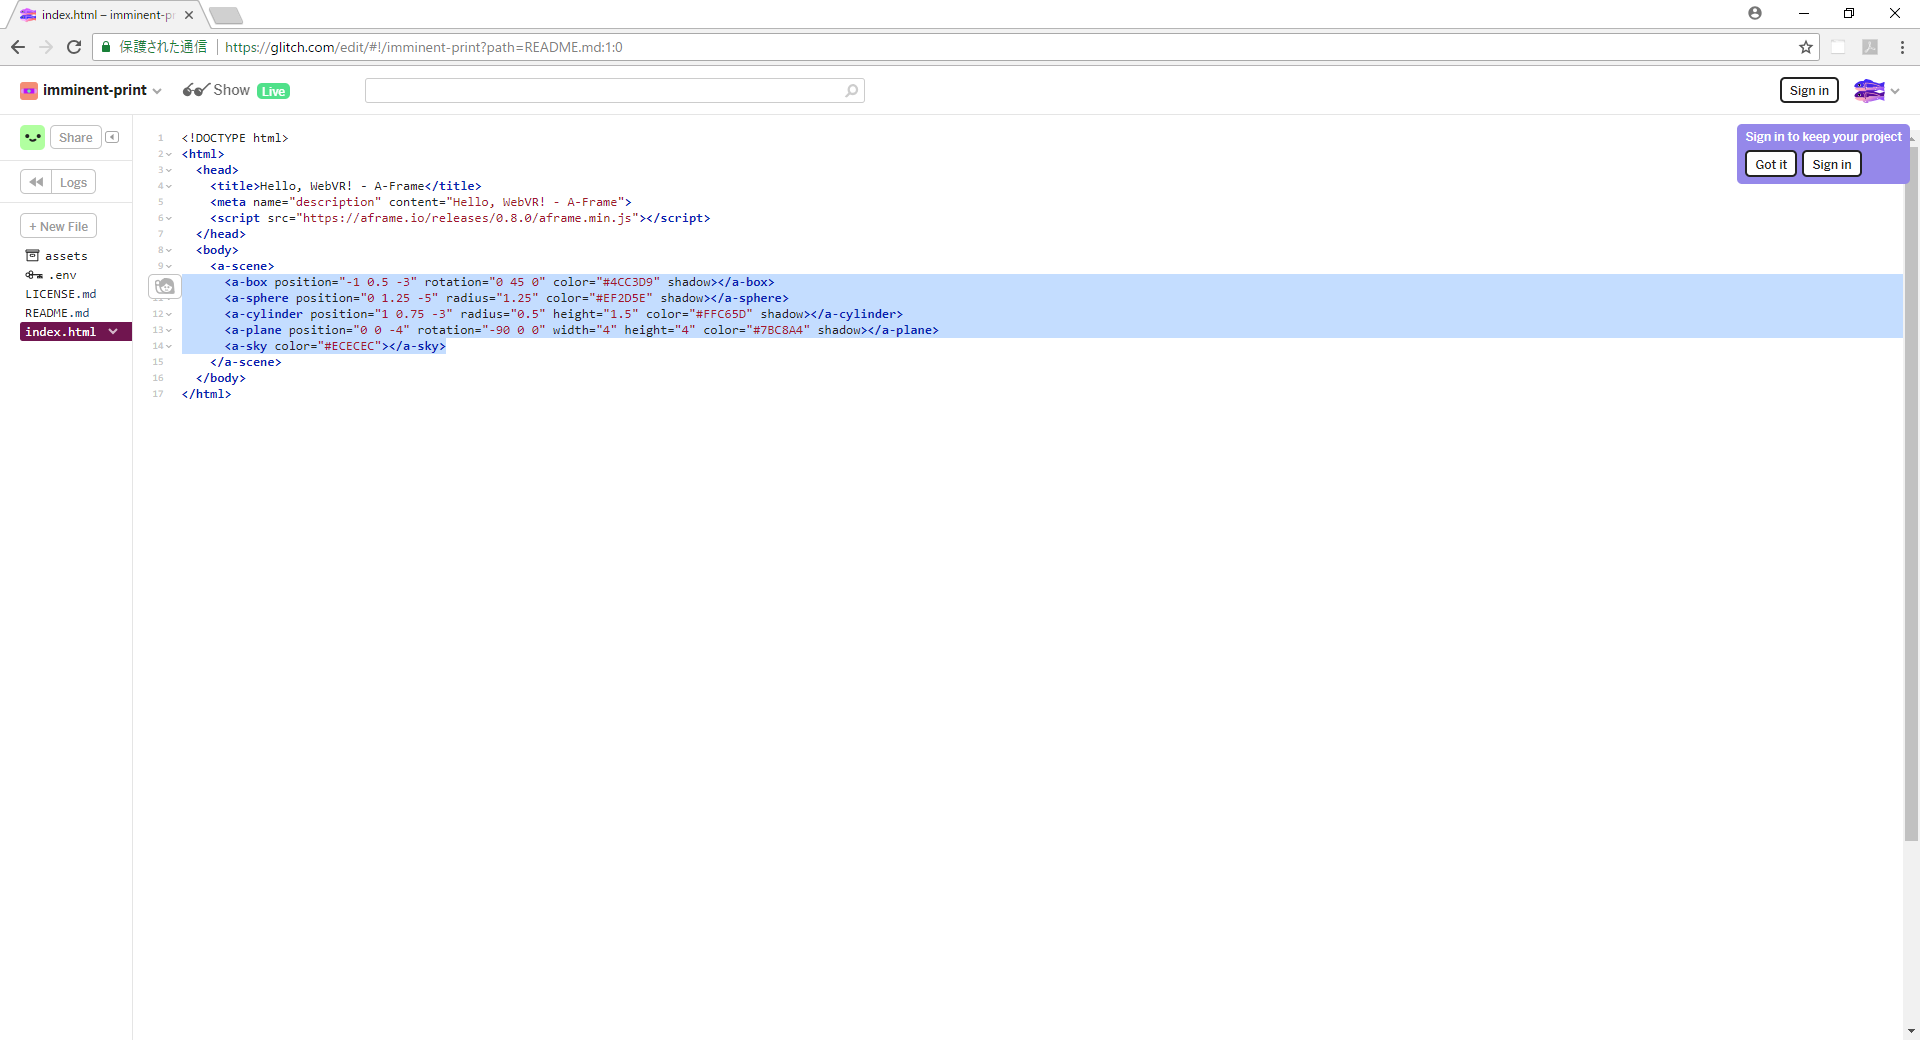 index.html – imminent-pr
保護された通信 https://glitch.com/edit/#!/imminent-print?path=README.md:1:0
imminent-print Show Live Sign in
Share
Logs
+ New File
assets
.env
LICENSE.md
README.md
index.html
1 <!DOCTYPE html>
2 <html>
3 <head>
4 <title>Hello, WebVR! - A-Frame</title>
5 <meta name="description" content="Hello, WebVR! - A-Frame">
6 <script src="https://aframe.io/releases/0.8.0/aframe.min.js"></script>
7 </head>
8 <body>
9 <a-scene>
<a-box position="-1 0.5 -3" rotation="0 45 0" color="#4CC3D9" shadow></a-box>
<a-sphere position="0 1.25 -5" radius="1.25" color="#EF2D5E" shadow></a-sphere>
12 <a-cylinder position="1 0.75 -3" radius="0.5" height="1.5" color="#FFC65D" shadow></a-cylinder>
13 <a-plane position="0 0 -4" rotation="-90 0 0" width="4" height="4" color="#7BC8A4" shadow></a-plane>
14 <a-sky color="#ECECEC"></a-sky>
15 </a-scene>
16 </body>
17 </html>
Sign in to keep your project
Got it Sign in